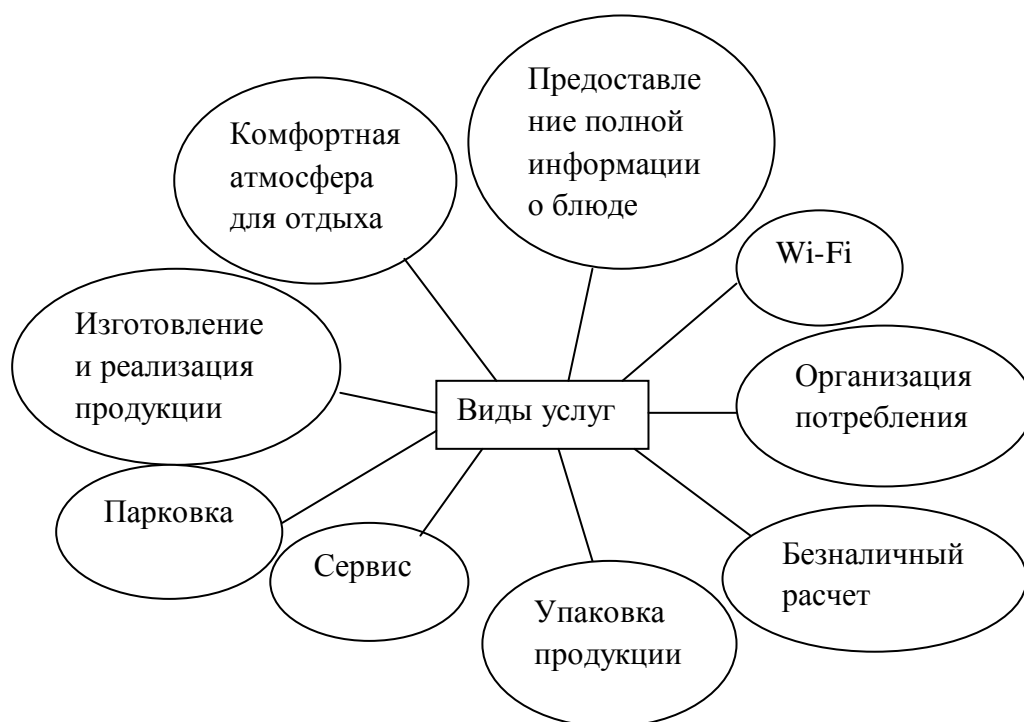 Предоставле
ние полной
информации
о блюде
Комфортная
атмосфера
для отдыха
Wi-Fi
Изготовление
и реализация
продукции
Виды услуг
Организация
потребления
Парковка
Сервис
Упаковка
продукции
Безналичный
расчет